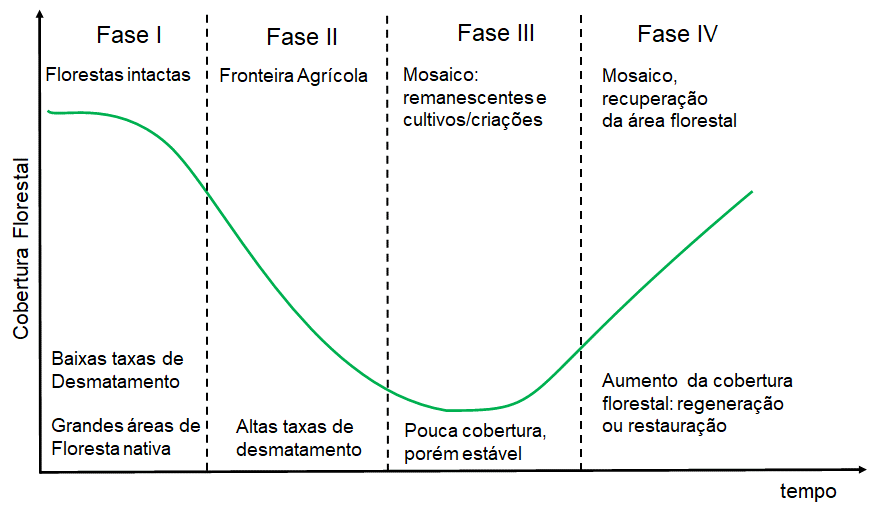 Fase I
Fase II
Fase III
Fase IV
Florestas intactas
Fronteira Agrícola
Mosaico:
remanescentes e
cultivos/criações
Mosaico,
recuperação
da área florestal
Cobertura Florestal
Baixas taxas de
Desmatamento
Grandes áreas de
Floresta nativa
Altas taxas de
desmatamento
Pouca cobertura,
porém estável
Aumento da cobertura
florestal: regeneração
ou restauração
tempo